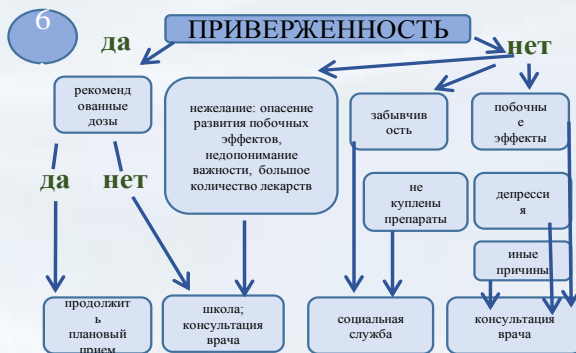 6
ПРИВЕРЖЕННОСТЬ
да
нет
рекоменд
ованные
дозы
нежелание: опасение
развития побочных
эффектов,
недопонимание
важности, большое
количество лекарств
забывчив
ость
побочны
е
эффекты
да
нет
не
куплены
препараты
депресси
я
иные
причины
продолжит
ь
плановый
прием
школа;
консультация
врача
социальная
служба
консультация
врача